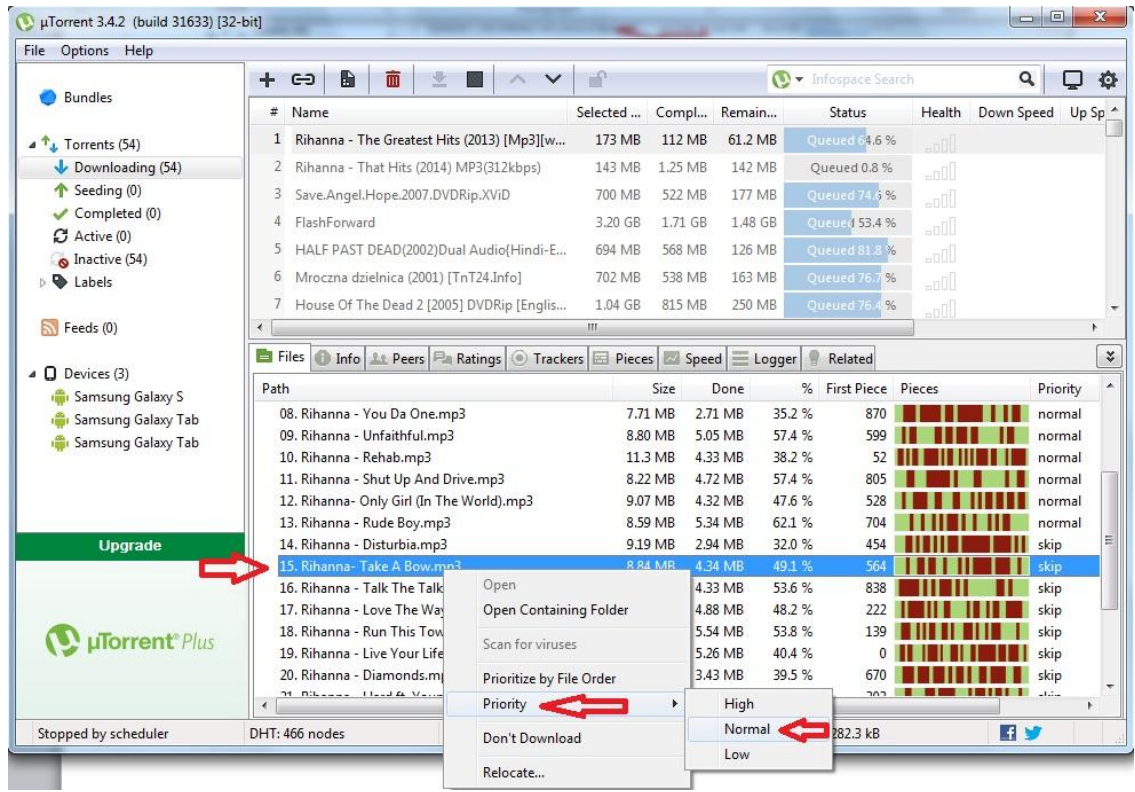 µTorrent 3.4.2 (build 31633) [32-bit]
File Options Help
Bundles
Torrents (54)
Downloading (54)
Seeding (0)
Completed (0)
Active (0)
Inactive (54)
Labels
Feeds (0)
Devices (3)
Samsung Galaxy S
Samsung Galaxy Tab
Samsung Galaxy Tab
Upgrade
µTorrent® Plus
Infospace Search
# Name Selected ... Compl... Remain... Status Health Down Speed Up Sp
1 Rihanna - The Greatest Hits (2013) [Mp3][w... 173 MB 112 MB 61.2 MB Queued 64.6 %
2 Rihanna - That Hits (2014) MP3(312kbps) 143 MB 1.25 MB 142 MB Queued 0.8 %
3 Save.Angel.Hope.2007.DVDRip.XViD 700 MB 522 MB 177 MB Queued 74.6 %
4 FlashForward 3.20 GB 1.71 GB 1.48 GB Queued 53.4 %
5 HALF PAST DEAD(2002)Dual Audio{Hindi-E... 694 MB 568 MB 126 MB Queued 81.8 %
6 Mroczna dzielnica (2001) [TnT24.Info] 702 MB 538 MB 163 MB Queued 76.7 %
7 House Of The Dead 2 [2005] DVDRip [Englis... 1.04 GB 815 MB 250 MB Queued 76.4 %
Files Info Peers Ratings Trackers Pieces Speed Logger Related
Path Size Done % First Piece Pieces Priority
08. Rihanna - You Da One.mp3 7.71 MB 2.71 MB 35.2 % 870 normal
09. Rihanna - Unfaithful.mp3 8.80 MB 5.05 MB 57.4 % 599 normal
10. Rihanna - Rehab.mp3 11.3 MB 4.33 MB 38.2 % 52 normal
11. Rihanna - Shut Up And Drive.mp3 8.22 MB 4.72 MB 57.4 % 805 normal
12. Rihanna- Only Girl (In The World).mp3 9.07 MB 4.32 MB 47.6 % 528 normal
13. Rihanna - Rude Boy.mp3 8.59 MB 5.34 MB 62.1 % 704 normal
14. Rihanna - Disturbia.mp3 9.19 MB 2.94 MB 32.0 % 454 skip
15. Rihanna- Take A Bow.mp3 8.84 MB 4.34 MB 49.1 % 564 skip
16. Rihanna - Talk The Talk 4.33 MB 53.6 % 838 skip
17. Rihanna - Love The Way 4.88 MB 48.2 % 222 skip
18. Rihanna - Run This Tow 5.54 MB 53.8 % 139 skip
19. Rihanna - Live Your Life 5.26 MB 40.4 % 0 skip
20. Rihanna - Diamonds.mp 3.43 MB 39.5 % 670 skip
Open
Open Containing Folder
Scan for viruses
Prioritize by File Order
Priority
Don't Download
Relocate...
High
Normal
Low
Stopped by scheduler DHT: 466 nodes 282.3 kB